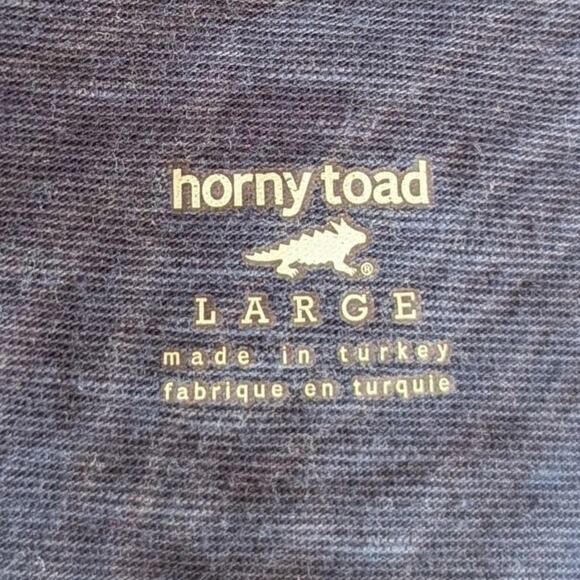 horny toad
®
LARGE
made in turkey
fabrique en turquie